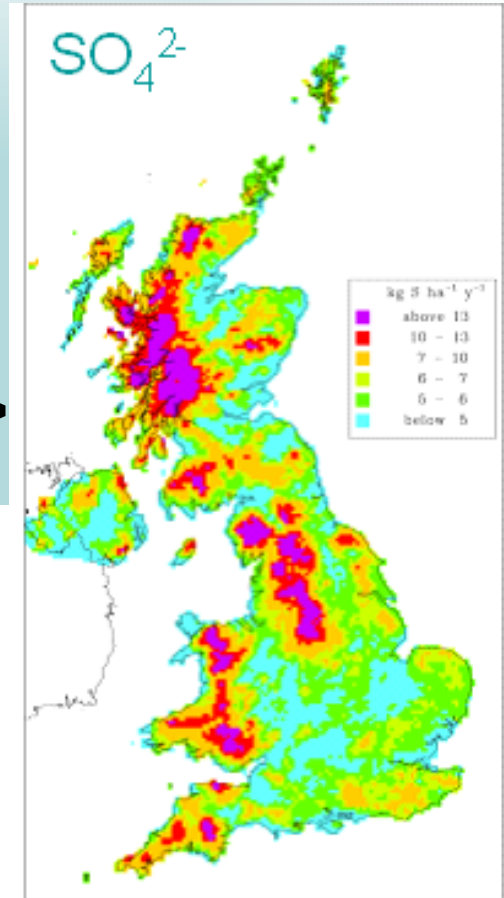 SO₄²⁻
kg S ha⁻¹ y⁻¹
above 13
10 - 13
7 - 10
6 - 7
5 - 6
below 5